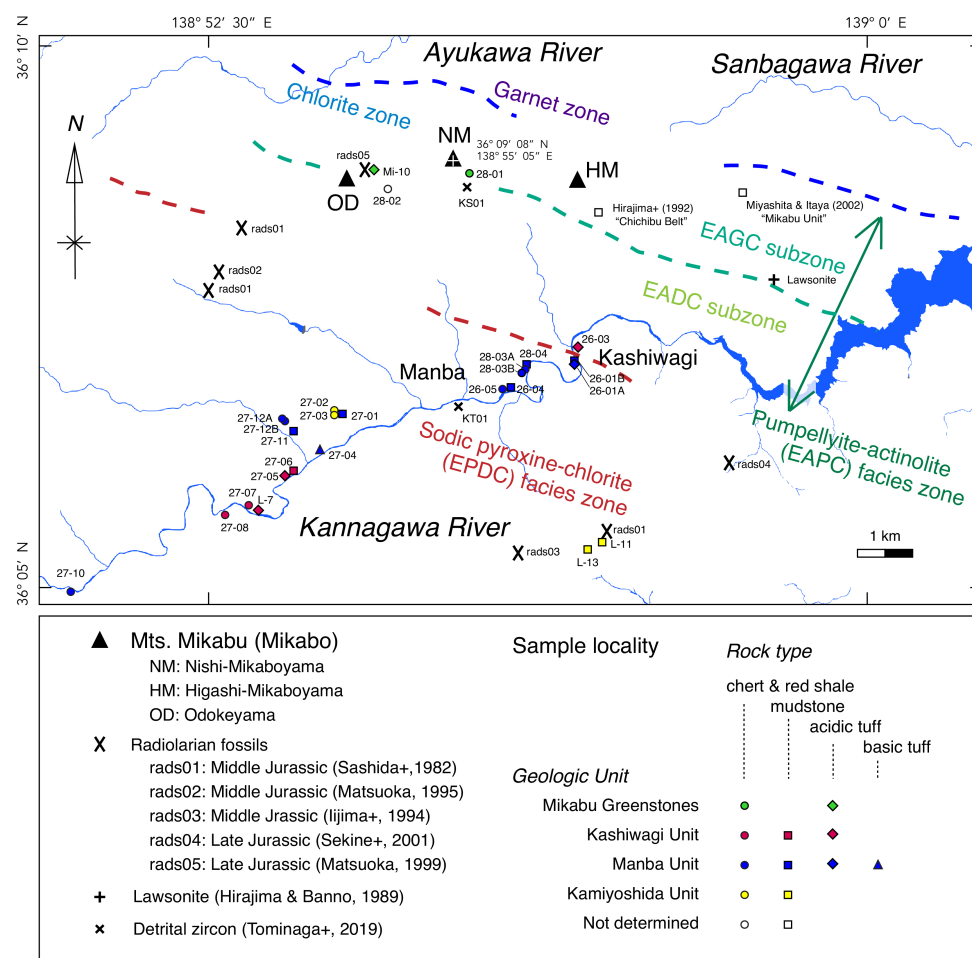 138° 52′ 30″ E
139° 0′ E
36° 10′ N
36° 05′ N
Ayukawa River
Sanbagawa River
Chlorite zone
Garnet zone
N
NM
36° 09′ 08″ N
138° 55′ 05″ E
rads05
Mi-10
28-01
HM
OD
28-02
KS01
Miyashita & Itaya (2002)
“Mikabu Unit”
Hirajima+ (1992)
“Chichibu Belt”
rads01
EAGC subzone
rads02
Lawsonite
rads01
EADC subzone
26-03
28-03A
28-04
Kashiwagi
28-03B
Manba
26-01B
26-05
26-04
26-01A
27-02
27-03
27-01
27-12A
KT01
27-12B
27-11
Pumpellyite-actinolite
(EAPC) facies zone
Sodic pyroxine-chlorite
(EPDC) facies zone
27-04
27-06
rads04
27-05
27-07
L-7
27-08
Kannagawa River
rads01
L-11
rads03
L-13
1 km
27-10
Mts. Mikabu (Mikabo)
NM: Nishi-Mikaboyama
HM: Higashi-Mikaboyama
OD: Odokeyama
Radiolarian fossils
rads01: Middle Jurassic (Sashida+,1982)
rads02: Middle Jurassic (Matsuoka, 1995)
rads03: Middle Jrassic (Iijima+, 1994)
rads04: Late Jurassic (Sekine+, 2001)
rads05: Late Jurassic (Matsuoka, 1999)
Lawsonite (Hirajima & Banno, 1989)
Detrital zircon (Tominaga+, 2019)
Sample locality
Rock type
chert & red shale
mudstone
acidic tuff
basic tuff
Geologic Unit
Mikabu Greenstones
Kashiwagi Unit
Manba Unit
Kamiyoshida Unit
Not determined